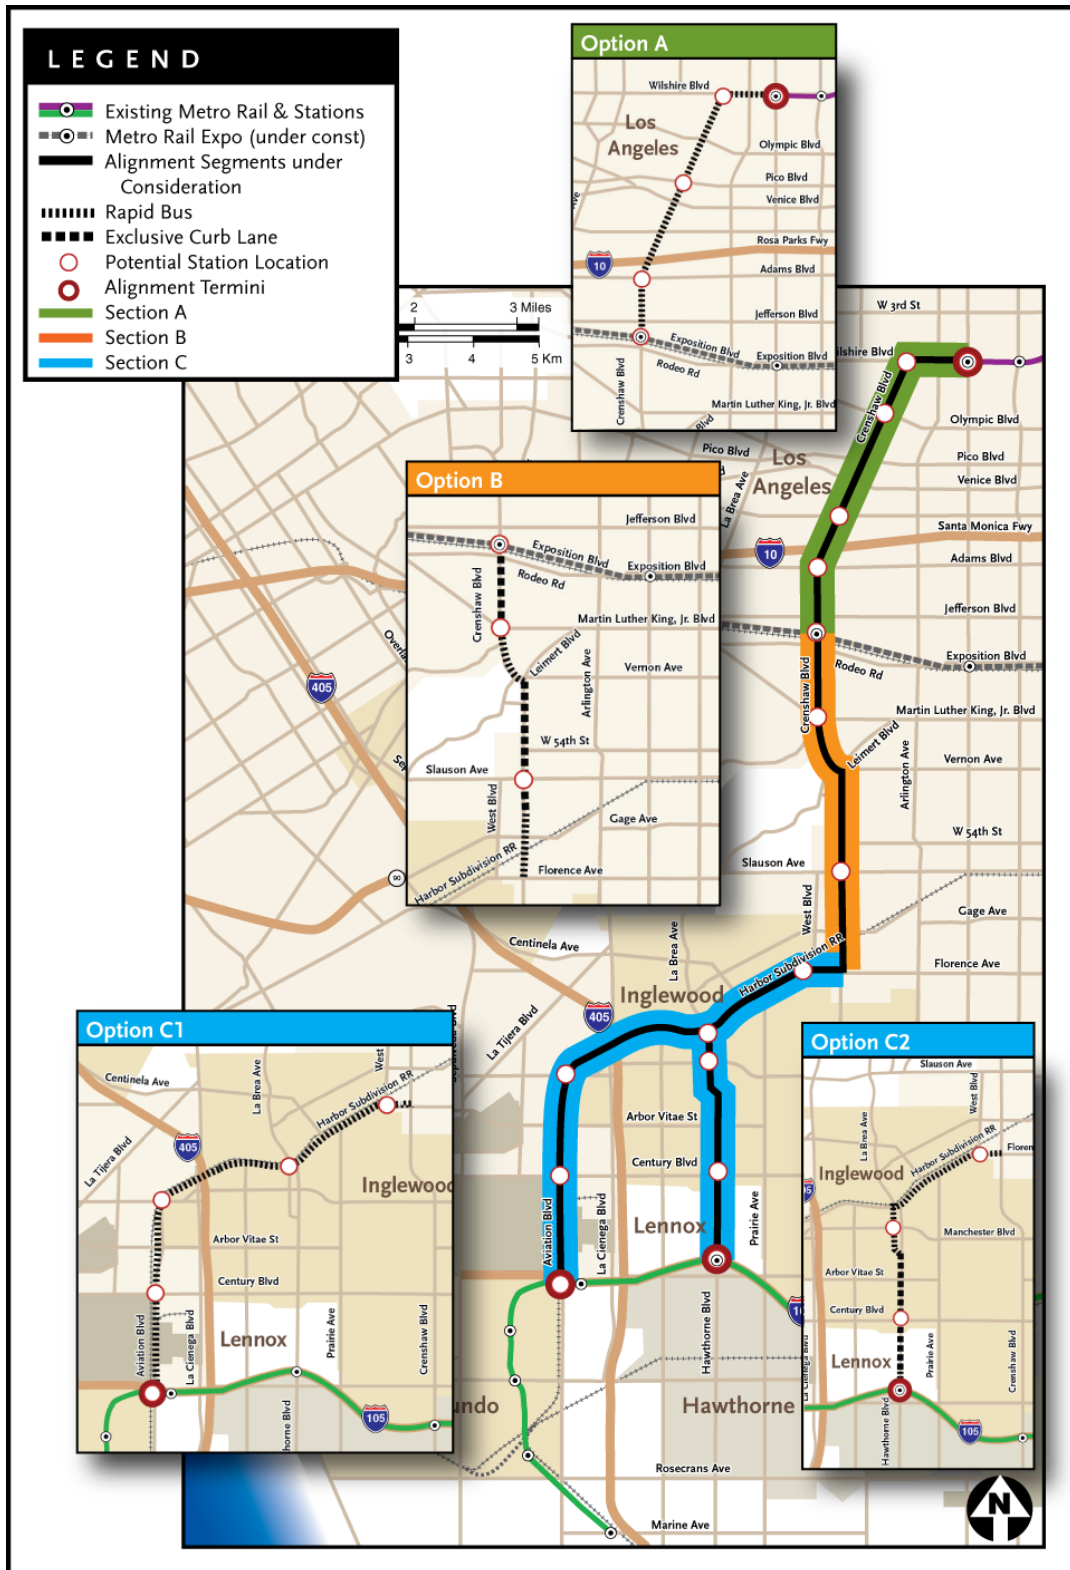 LEGEND
Existing Metro Rail & Stations
Metro Rail Expo (under const)
Alignment Segments under
Consideration
Rapid Bus
Exclusive Curb Lane
Potential Station Location
Alignment Termini
Section A
Section B
Section C
2
3 Miles
3
4
5 Km
Option A
Wilshire Blvd
Los
Angeles
Olympic Blvd
Pico Blvd
Venice Blvd
Rosa Parks Fwy
10
Adams Blvd
Jefferson Blvd
Exposition Blvd
Exposition Blvd
Rodeo Rd
Crenshaw Blvd
Martin Luther King, Jr. Blvd
Option B
Jefferson Blvd
Exposition Blvd
Exposition Blvd
Rodeo Rd
Crenshaw Blvd
Martin Luther King, Jr. Blvd
Leimert Blvd
Arlington Ave
Vernon Ave
W 54th St
Slauson Ave
West Blvd
Gage Ave
Harbor Subdivision RR
Florence Ave
W 3rd St
ilshire Blvd
Crenshaw Blvd
Olympic Blvd
Pico Blvd
Blvd
Pico Blvd
Los
Angeles
La Brea Ave
Venice Blvd
Santa Monica Fwy
10
Adams Blvd
Jefferson Blvd
Exposition Blvd
Rodeo Rd
Crenshaw Blvd
Martin Luther King, Jr. Blvd
Leimert Blvd
Arlington Ave
Vernon Ave
W 54th St
Slauson Ave
West Blvd
Gage Ave
Harbor Subdivision RR
Florence Ave
405
Overla
Sep
Centinela Ave
La Brea Ave
Inglewood
405
La Tijera Blvd
Arbor Vitae St
Century Blvd
Lennox
Aviation Blvd
La Cienega Blvd
Prairie Ave
Hawthorne Blvd
10
undo
Hawthorne
Rosecrans Ave
Marine Ave
Option C1
Centinela Ave
La Brea Ave
West
Harbor Subdivision RR
405
La Tijera Blvd
Inglewood
Arbor Vitae St
Century Blvd
Aviation Blvd
La Cienega Blvd
Lennox
Prairie Ave
Crenshaw Blvd
105
horne Blvd
Option C2
Slauson Ave
La Brea Ave
West Blvd
Harbor Subdivision RR
Floren
Inglewood
Manchester Blvd
Arbor Vitae St
Century Blvd
Lennox
Prairie Ave
Crenshaw Blvd
Hawthorne Blvd
105
N